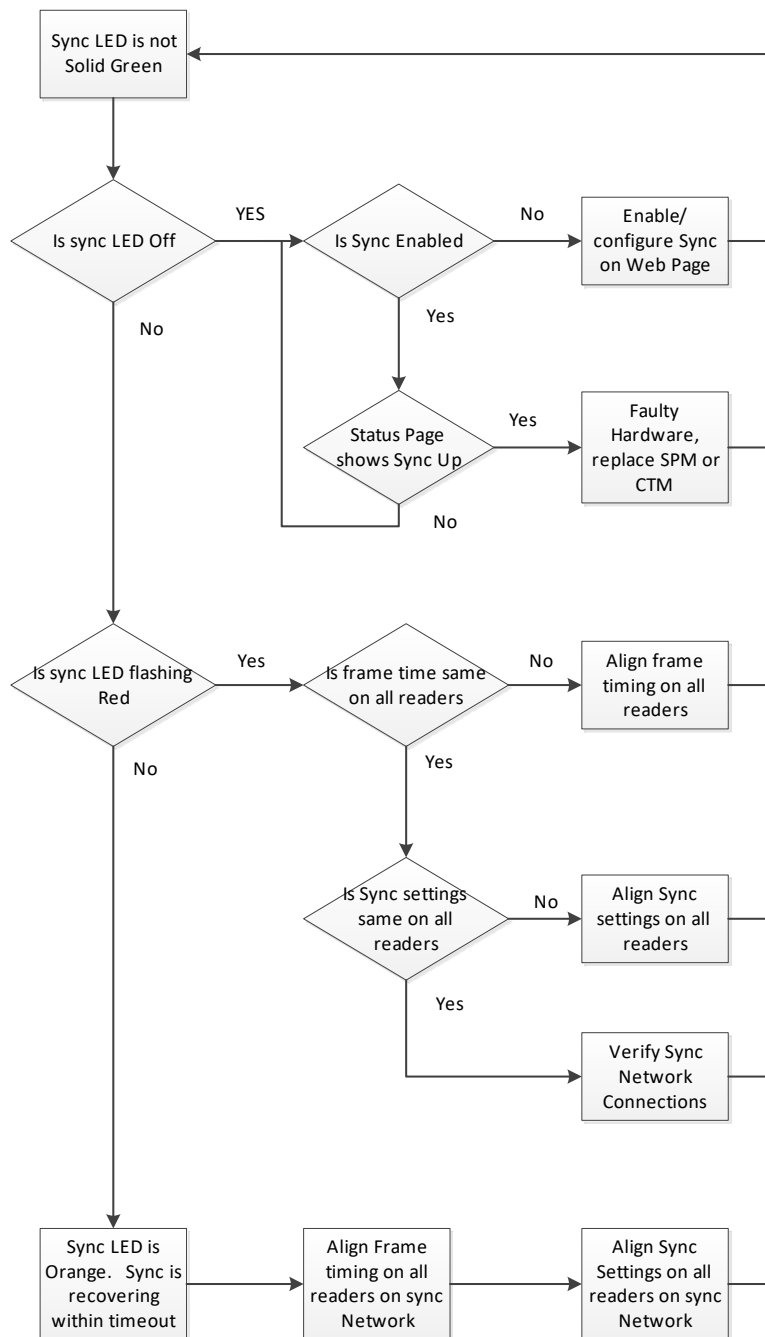 Sync LED is not
Solid Green
Is sync LED Off
YES
Is Sync Enabled
No
Enable/
configure Sync
on Web Page
No
Yes
Status Page
shows Sync Up
Yes
Faulty
Hardware,
replace SPM or
CTM
No
Is sync LED flashing
Red
Yes
Is frame time same
on all readers
No
Align frame
timing on all
readers
No
Yes
Is Sync settings
same on all
readers
No
Align Sync
settings on all
readers
Yes
Verify Sync
Network
Connections
Sync LED is
Orange. Sync is
recovering
within timeout
Align Frame
timing on all
readers on sync
Network
Align Sync
Settings on all
readers on sync
Network